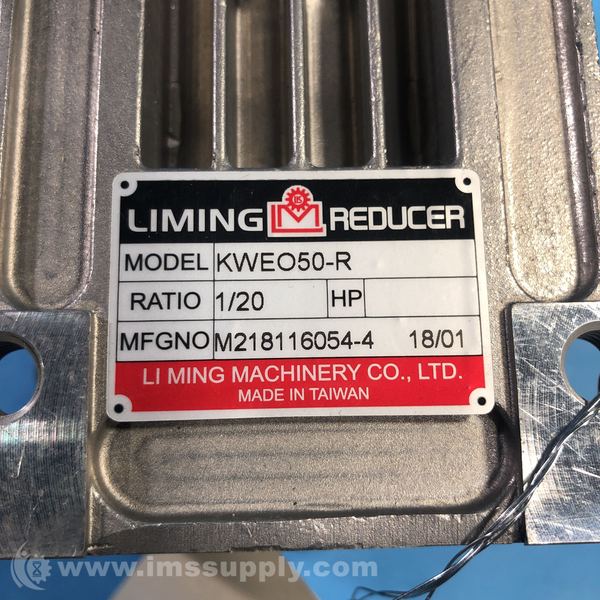 LIMING REDUCER
MODEL KWEO50-R
RATIO 1/20 HP
MFGNO M218116054-4 18/01
LI MING MACHINERY CO., LTD.
MADE IN TAIWAN
www.imssupply.com